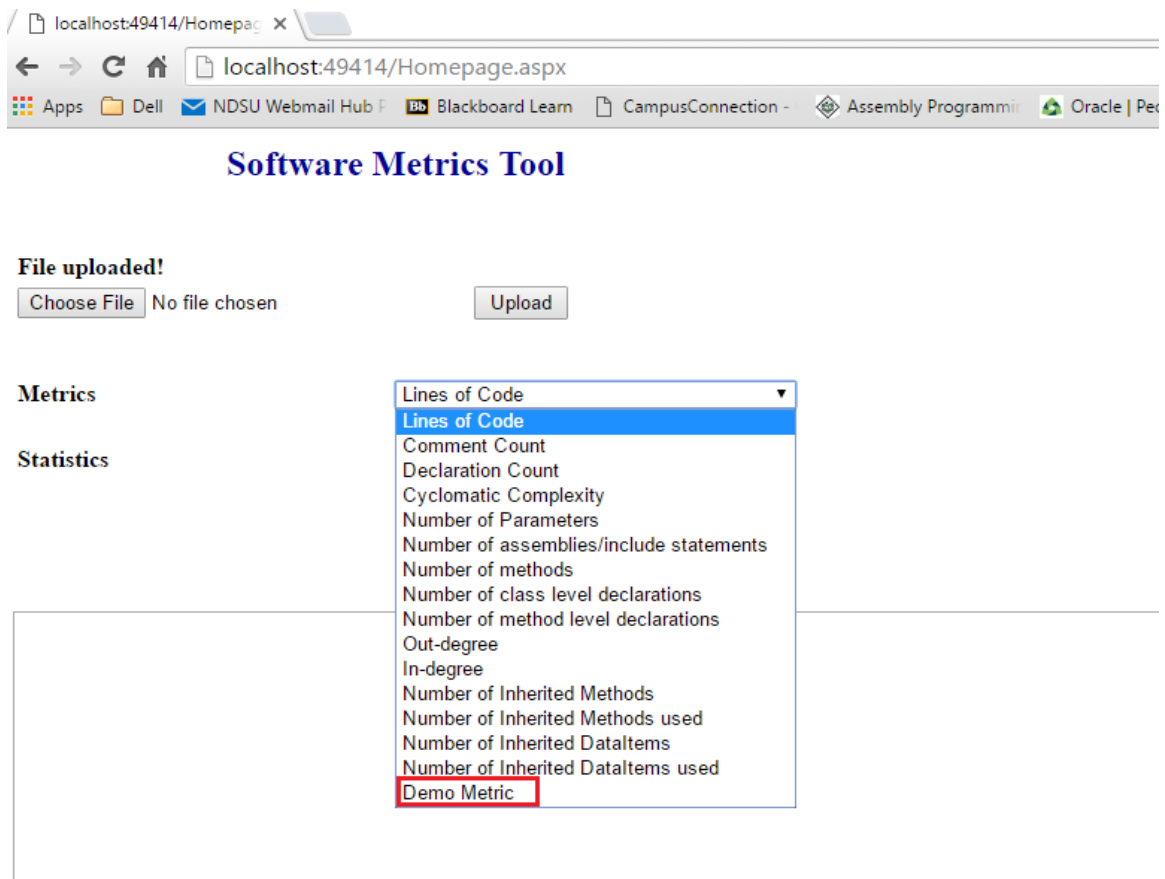 localhost:49414/Homepag
localhost:49414/Homepage.aspx
Apps Dell NDSU Webmail Hub Bb Blackboard Learn CampusConnection - Assembly Programmi Oracle | Peo
Software Metrics Tool
File uploaded!
Choose File No file chosen Upload
Metrics Lines of Code
Lines of Code
Comment Count
Statistics
Declaration Count
Cyclomatic Complexity
Number of Parameters
Number of assemblies/include statements
Number of methods
Number of class level declarations
Number of method level declarations
Out-degree
In-degree
Number of Inherited Methods
Number of Inherited Methods used
Number of Inherited DataItems
Number of Inherited DataItems used
Demo Metric